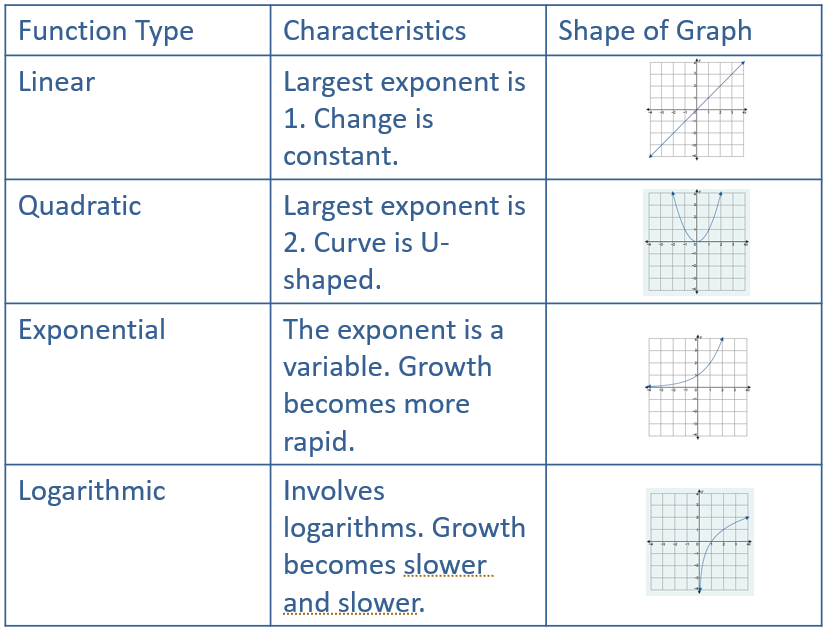 Function Type
Characteristics
Shape of Graph
Linear
Largest exponent is
1. Change is
constant.
Quadratic
Largest exponent is
2. Curve is U-
shaped.
Exponential
The exponent is a
variable. Growth
becomes more
rapid.
Logarithmic
Involves
logarithms. Growth
becomes slower
and slower.